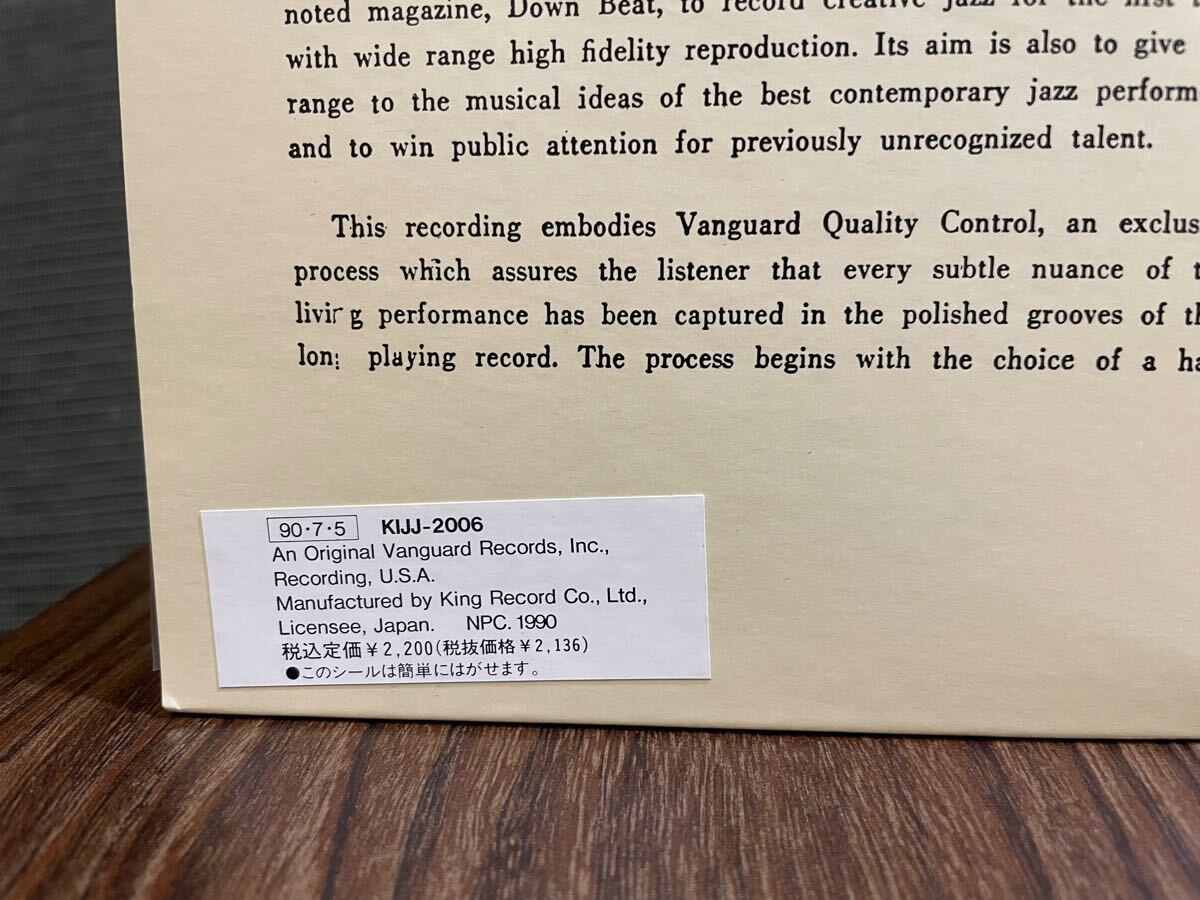 noted magazine, Down Beat, to record creative jazz for the first
with wide range high fidelity reproduction. Its aim is also to give
range to the musical ideas of the best contemporary jazz perform
and to win public attention for previously unrecognized talent.
This recording embodies Vanguard Quality Control, an exclus
process which assures the listener that every subtle nuance of t
livir g performance has been captured in the polished grooves of th
lon: playing record. The process begins with the choice of a ha
90・7・5 KIJJ-2006
An Original Vanguard Records, Inc.,
Recording, U.S.A.
Manufactured by King Record Co., Ltd.,
Licensee, Japan. NPC. 1990
税込定価¥2,200(税抜価格¥2,136)
●このシールは簡単にはがせます。